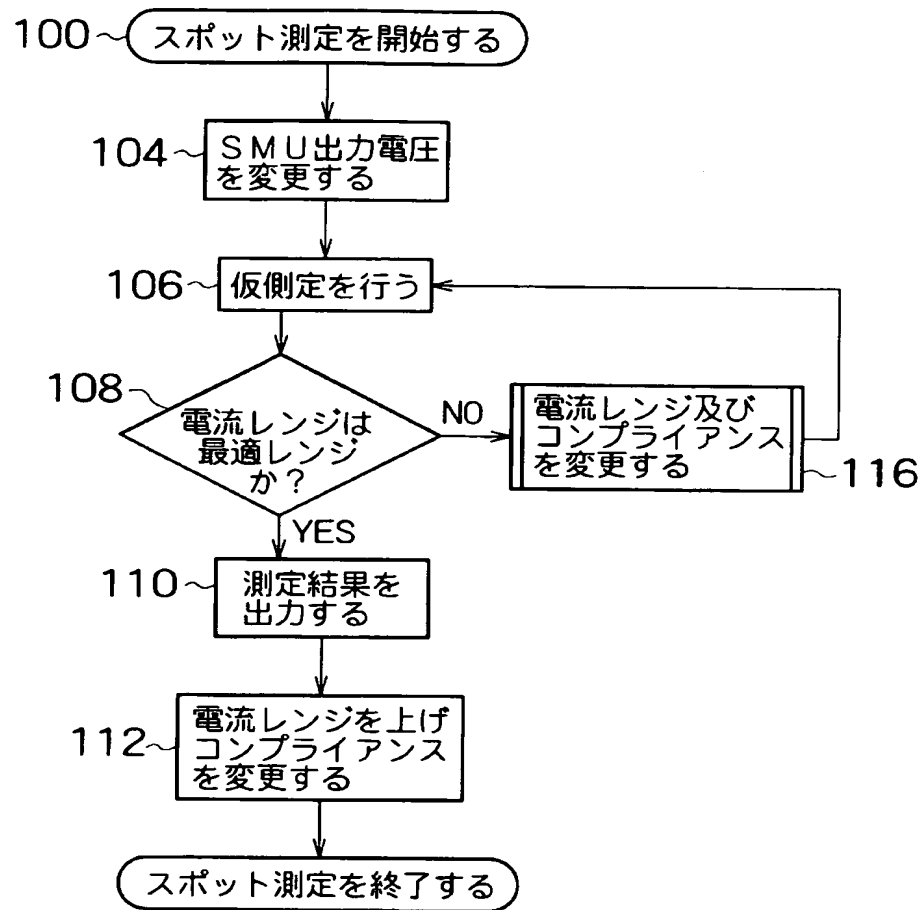 100
スポット測定を開始する
104
SMU出力電圧
を変更する
106
仮側定を行う
108
電流レンジは
最適レンジ
か?
NO
電流レンジ及び
コンプライアンス
を変更する
116
YES
110
測定結果を
出力する
112
電流レンジを上げ
コンプライアンス
を変更する
スポット測定を終了する